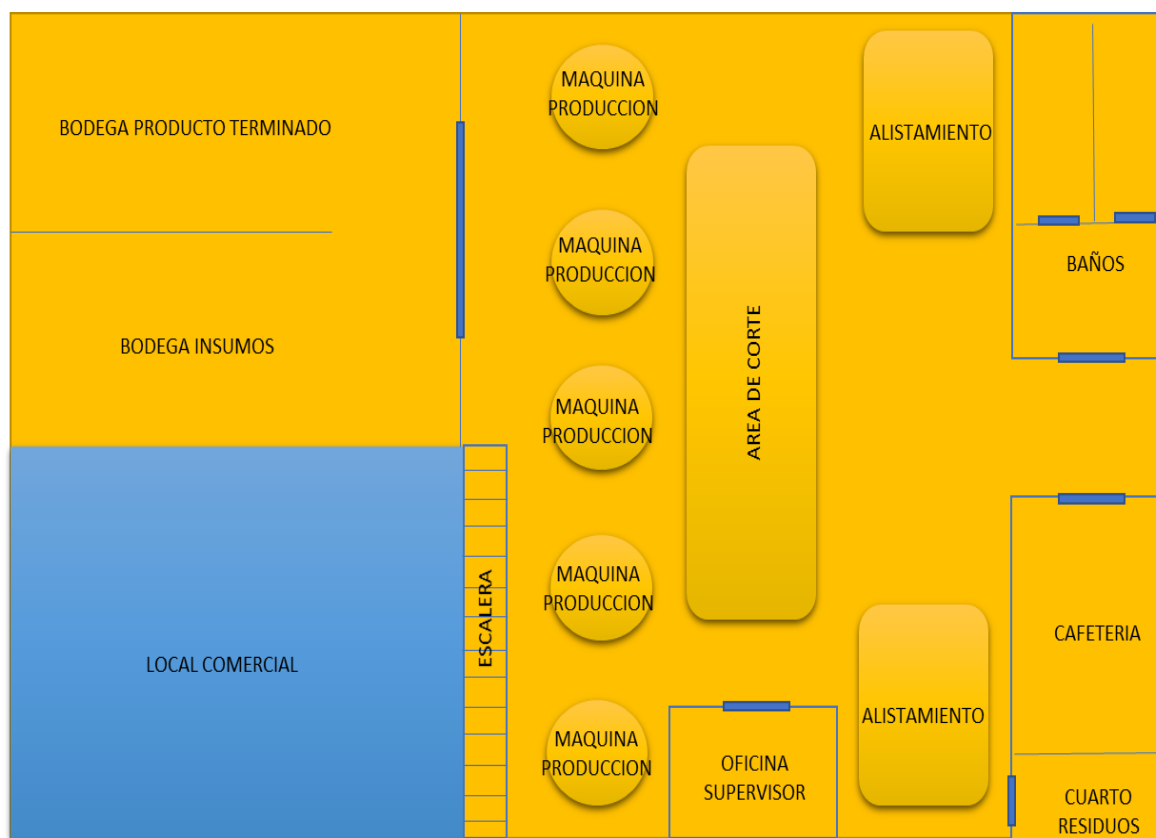 BODEGA PRODUCTO TERMINADO
BODEGA INSUMOS
LOCAL COMERCIAL
ESCALERA
MAQUINA
PRODUCCION
MAQUINA
PRODUCCION
MAQUINA
PRODUCCION
MAQUINA
PRODUCCION
MAQUINA
PRODUCCION
AREA DE CORTE
OFICINA
SUPERVISOR
ALISTAMIENTO
ALISTAMIENTO
BAÑOS
CAFETERIA
CUARTO
RESIDUOS